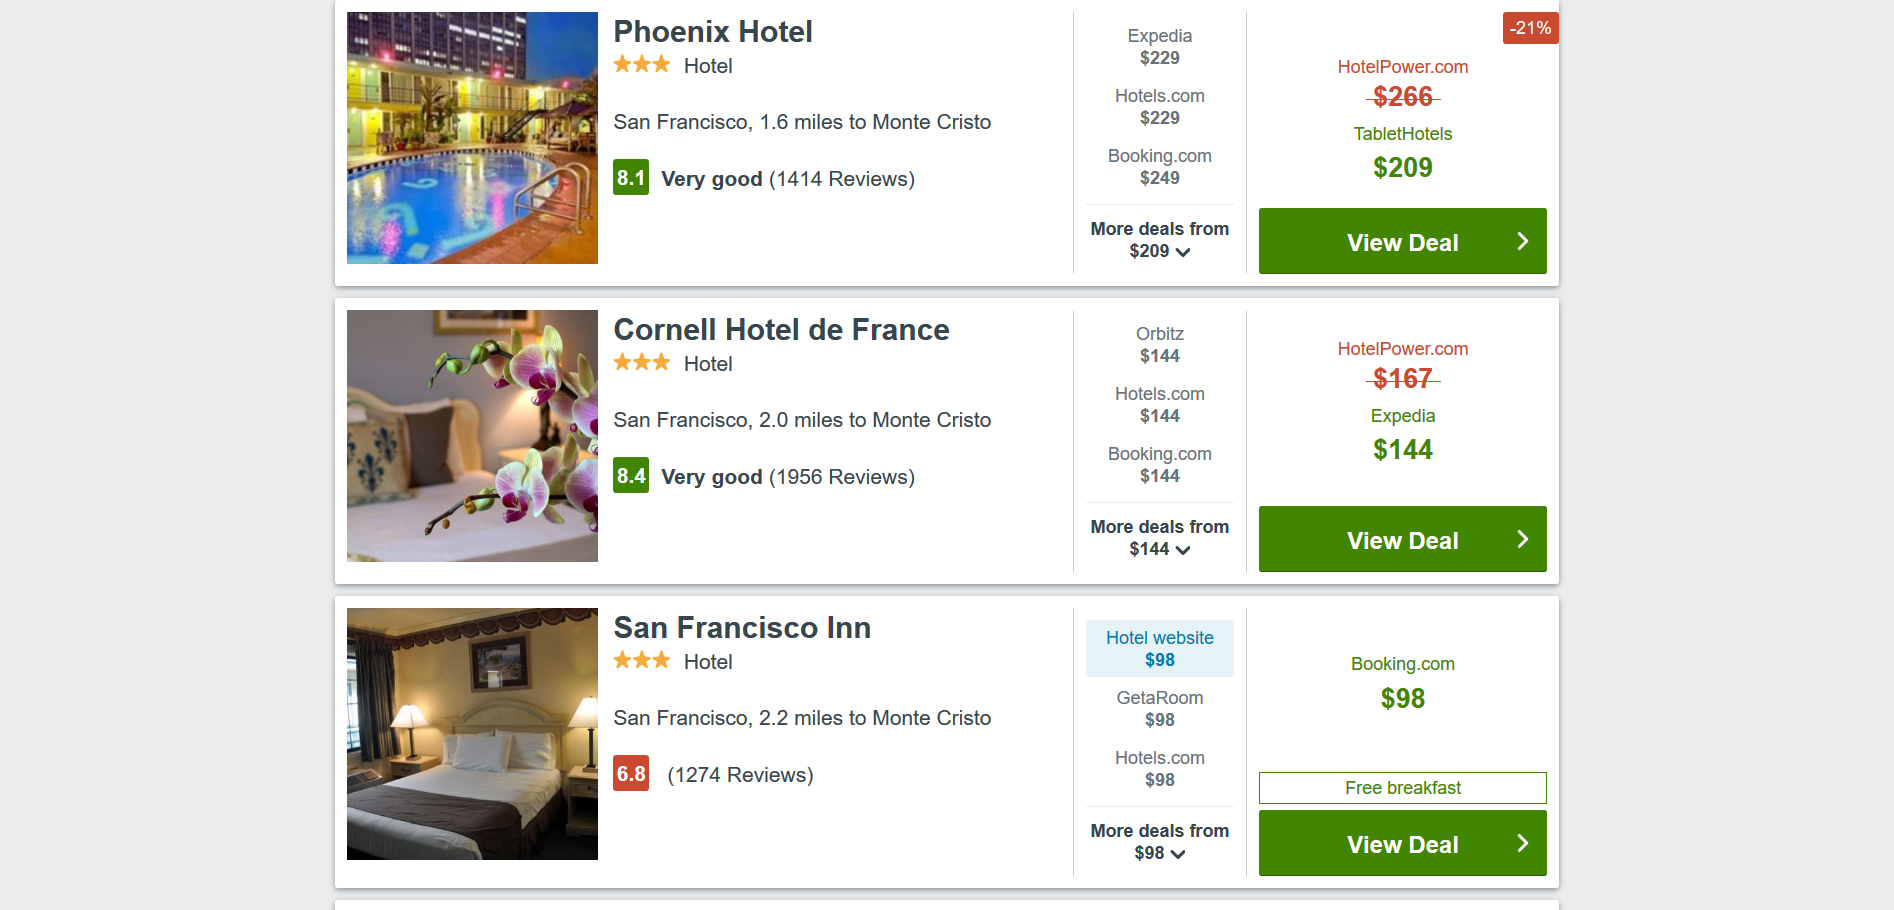 Phoenix Hotel
Hotel
San Francisco, 1.6 miles to Monte Cristo
8.1 Very good (1414 Reviews)
Expedia
$229
Hotels.com
$229
Booking.com
$249
More deals from
$209
-21%
HotelPower.com
$266
TabletHotels
$209
View Deal
Cornell Hotel de France
Hotel
San Francisco, 2.0 miles to Monte Cristo
8.4 Very good (1956 Reviews)
Orbitz
$144
Hotels.com
$144
Booking.com
$144
More deals from
$144
HotelPower.com
$167
Expedia
$144
View Deal
San Francisco Inn
Hotel
San Francisco, 2.2 miles to Monte Cristo
6.8 (1274 Reviews)
Hotel website
$98
GetaRoom
$98
Hotels.com
$98
More deals from
$98
Booking.com
$98
Free breakfast
View Deal